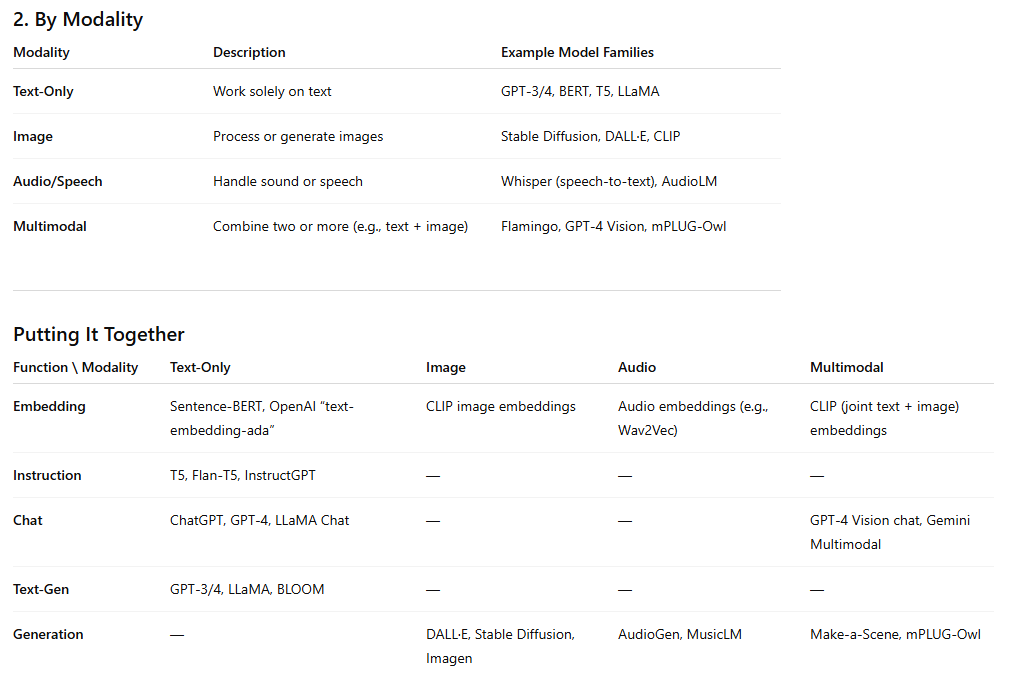 2. By Modality
Modality Description Example Model Families
Text-Only Work solely on text GPT-3/4, BERT, T5, LLaMA
Image Process or generate images Stable Diffusion, DALL·E, CLIP
Audio/Speech Handle sound or speech Whisper (speech-to-text), AudioLM
Multimodal Combine two or more (e.g., text + image) Flamingo, GPT-4 Vision, mPLUG-Owl
Putting It Together
Function \ Modality Text-Only Image Audio Multimodal
Embedding Sentence-BERT, OpenAI “text- CLIP image embeddings Audio embeddings (e.g., CLIP (joint text + image)
embedding-ada” Wav2Vec) embeddings
Instruction T5, Flan-T5, InstructGPT — — —
Chat ChatGPT, GPT-4, LLaMA Chat — — GPT-4 Vision chat, Gemini
Multimodal
Text-Gen GPT-3/4, LLaMA, BLOOM — — —
Generation — DALL·E, Stable Diffusion, AudioGen, MusicLM Make-a-Scene, mPLUG-Owl
Imagen